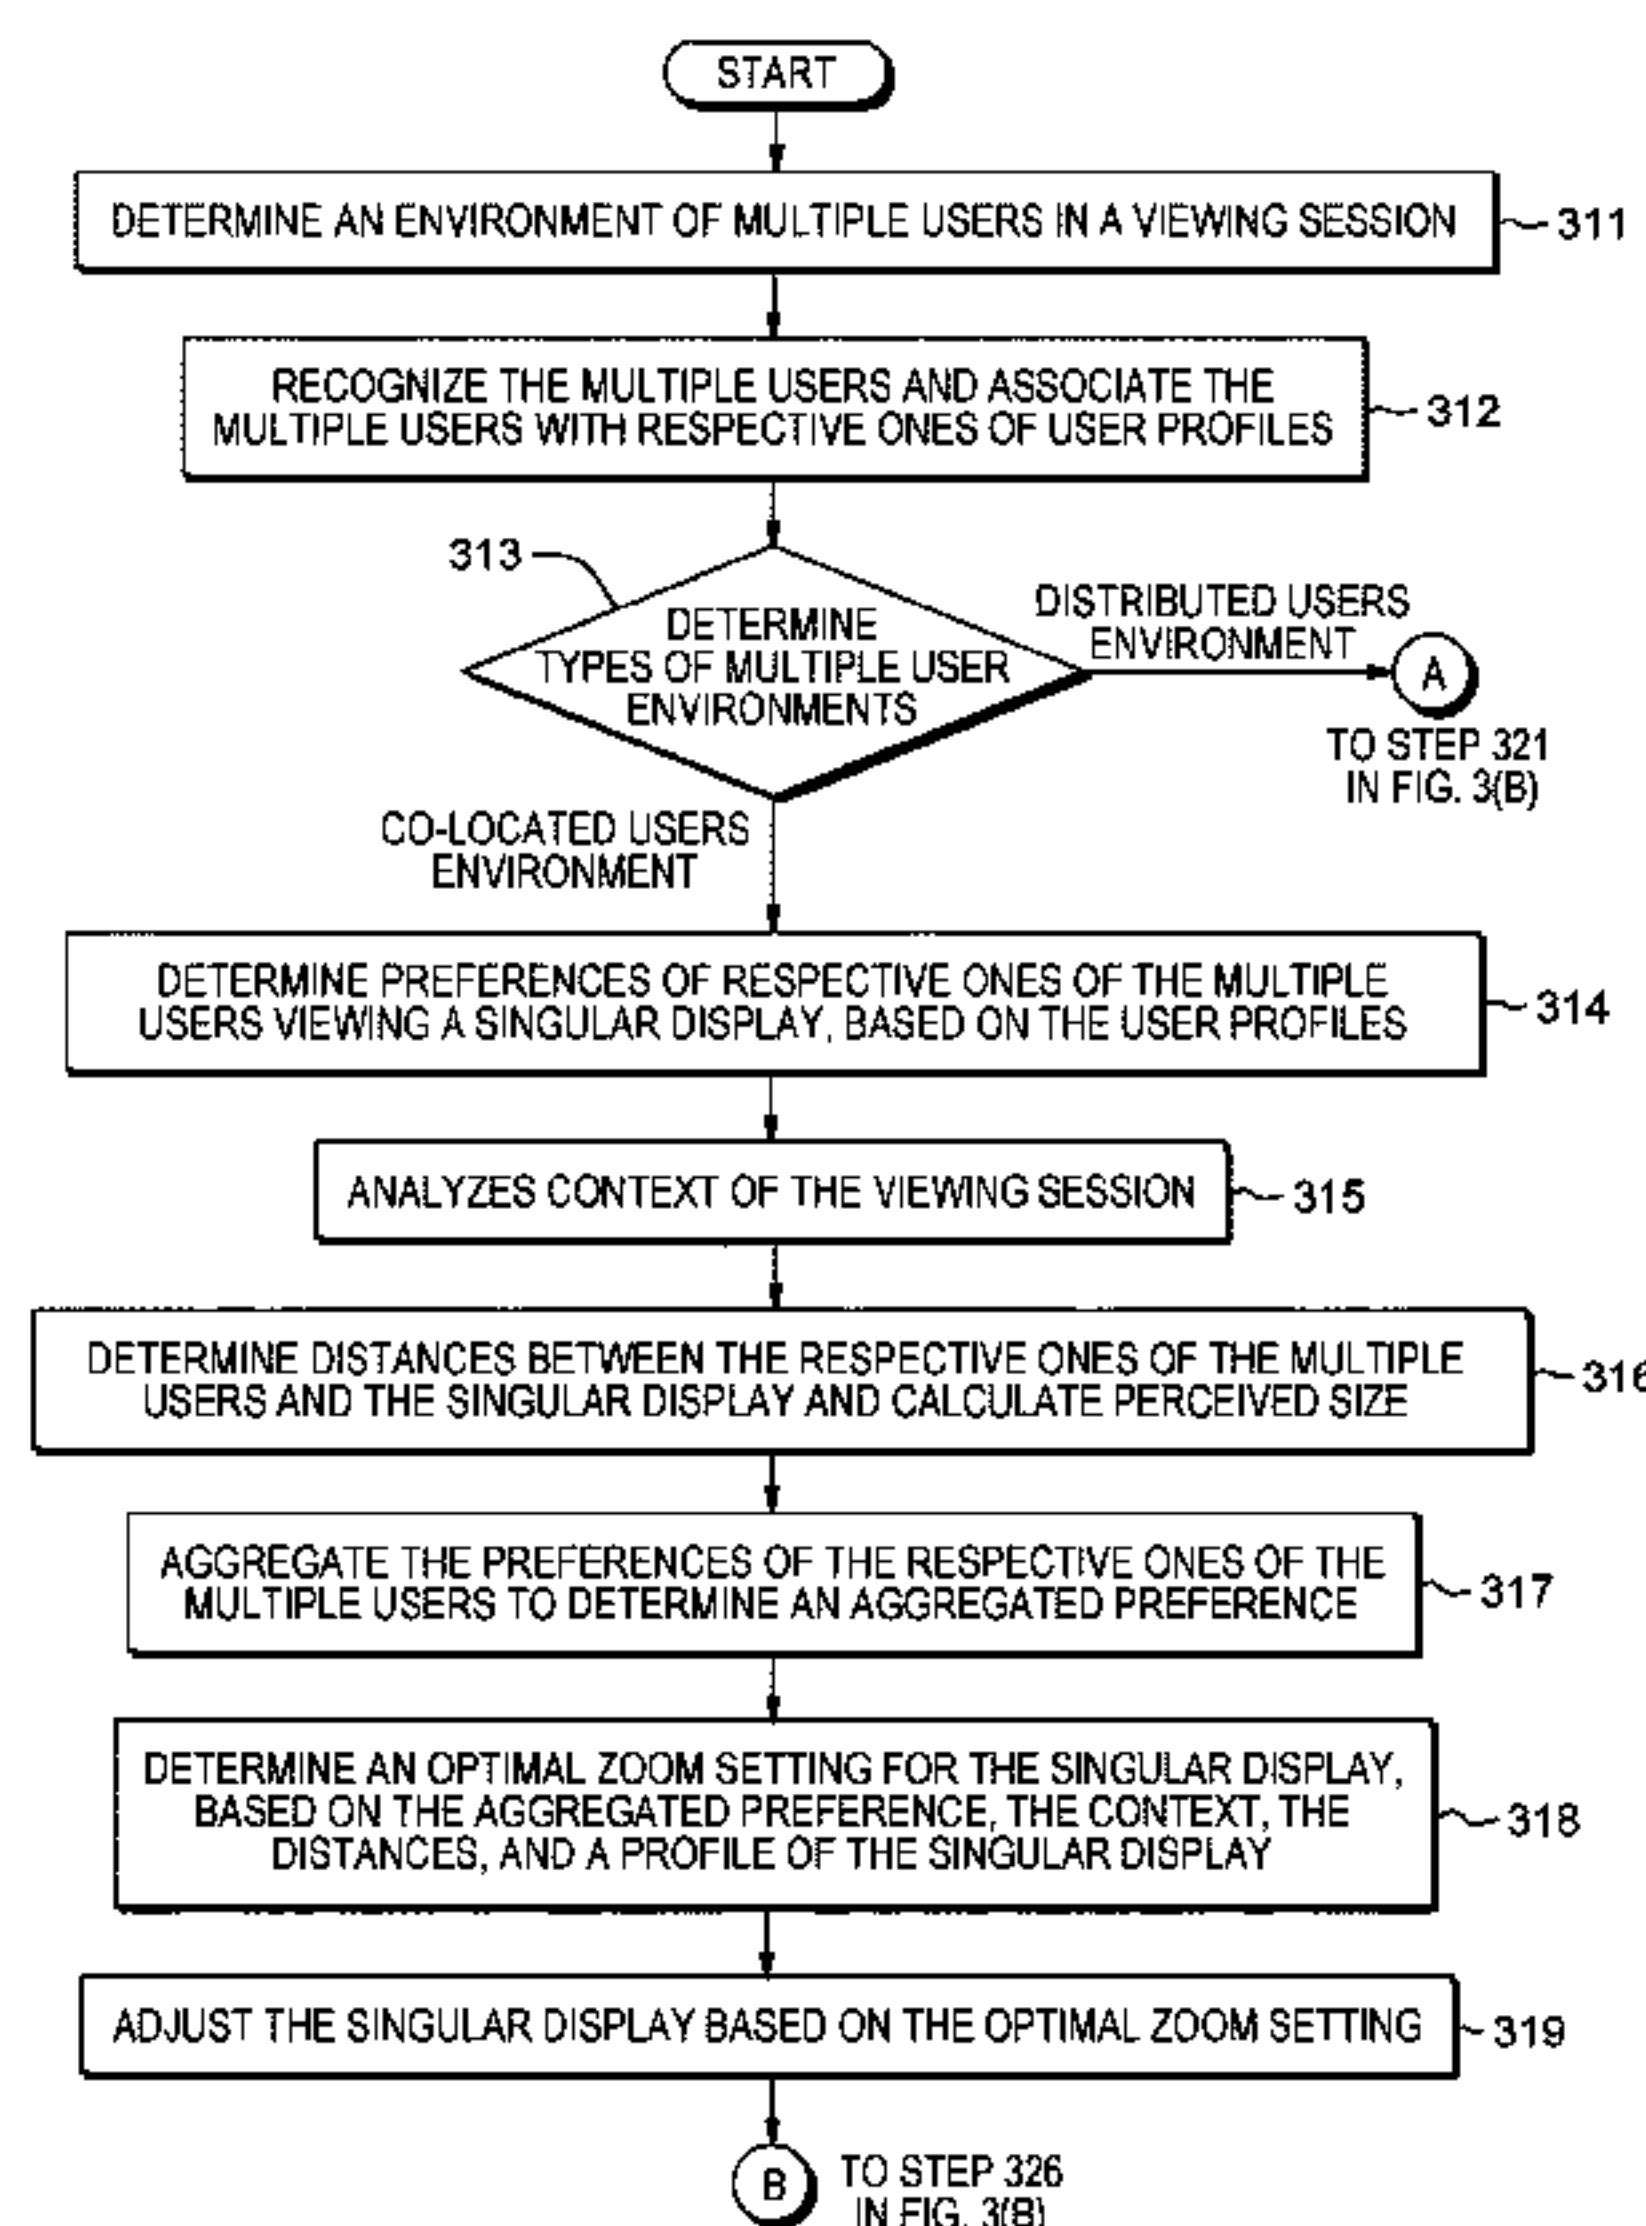 START
DETERMINE AN ENVIRONMENT OF MULTIPLE USERS IN A VIEWING SESSION
311
RECOGNIZE THE MULTIPLE USERS AND ASSOCIATE THE
MULTIPLE USERS WITH RESPECTIVE ONES OF USER PROFILES
312
313
DETERMINE
TYPES OF MULTIPLE USER
ENVIRONMENTS
DISTRIBUTED USERS
ENVIRONMENT
A
TO STEP 321
IN FIG. 3(B)
CO-LOCATED USERS
ENVIRONMENT
DETERMINE PREFERENCES OF RESPECTIVE ONES OF THE MULTIPLE
USERS VIEWING A SINGULAR DISPLAY, BASED ON THE USER PROFILES
314
ANALYZES CONTEXT OF THE VIEWING SESSION
315
DETERMINE DISTANCES BETWEEN THE RESPECTIVE ONES OF THE MULTIPLE
USERS AND THE SINGULAR DISPLAY AND CALCULATE PERCEIVED SIZE
316
AGGREGATE THE PREFERENCES OF THE RESPECTIVE ONES OF THE
MULTIPLE USERS TO DETERMINE AN AGGREGATED PREFERENCE
317
DETERMINE AN OPTIMAL ZOOM SETTING FOR THE SINGULAR DISPLAY,
BASED ON THE AGGREGATED PREFERENCE, THE CONTEXT, THE
DISTANCES, AND A PROFILE OF THE SINGULAR DISPLAY
318
ADJUST THE SINGULAR DISPLAY BASED ON THE OPTIMAL ZOOM SETTING
319
B
TO STEP 326
IN FIG. 3(B)